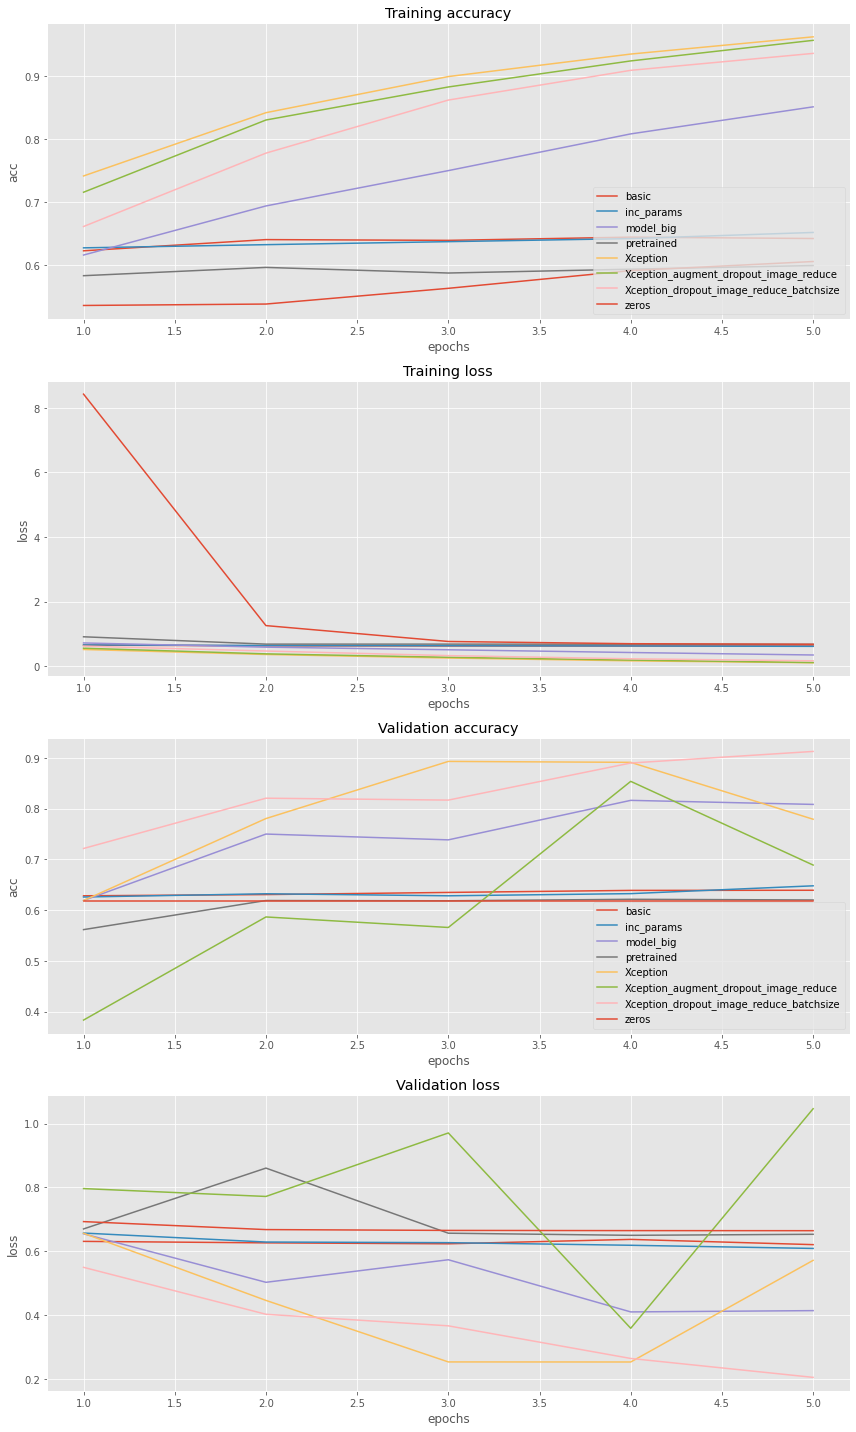 Training accuracy
acc
0.9
0.8
0.7
0.6
basic
inc_params
model_big
pretrained
Xception
Xception_augment_dropout_image_reduce
Xception_dropout_image_reduce_batchsize
zeros
1.0 1.5 2.0 2.5 3.0 3.5 4.0 4.5 5.0
epochs
Training loss
loss
8
6
4
2
0
1.0 1.5 2.0 2.5 3.0 3.5 4.0 4.5 5.0
epochs
Validation accuracy
acc
0.9
0.8
0.7
0.6
0.5
0.4
basic
inc_params
model_big
pretrained
Xception
Xception_augment_dropout_image_reduce
Xception_dropout_image_reduce_batchsize
zeros
1.0 1.5 2.0 2.5 3.0 3.5 4.0 4.5 5.0
epochs
Validation loss
loss
1.0
0.8
0.6
0.4
0.2
1.0 1.5 2.0 2.5 3.0 3.5 4.0 4.5 5.0
epochs